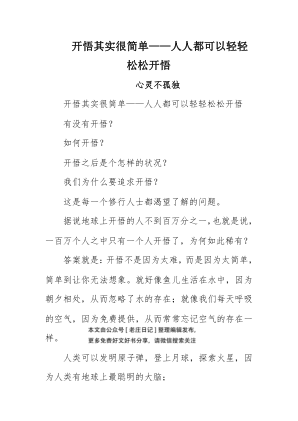 开悟其实很简单——人人都可以轻轻
松松开悟
心灵不孤独
开悟其实很简单——人人都可以轻轻松松开悟
有没有开悟？
如何开悟？
开悟之后是个怎样的状况？
我们为什么要追求开悟？
这是每一个修行人士都渴望了解的问题。
据说地球上开悟的人不到百万分之一，也就是说，
一百万个人之中只有一个人开悟了，为何如此稀有？
答案就是：开悟不是因为太难，而是因为太简单，
简单到让你无法想象。就好像鱼儿生活在水中，因为
朝夕相处，从而忽略了水的存在；就像我们每天呼吸
的空气，因为免费提供，从而常常忘记空气的存在一
样。
本文由公众号[老庄日记]整理编辑发布，
更多免费好文好书分享，请微信搜索关注
人类可以发明原子弹，登上月球，探索火星，因
为人类有地球上最聪明的大脑；